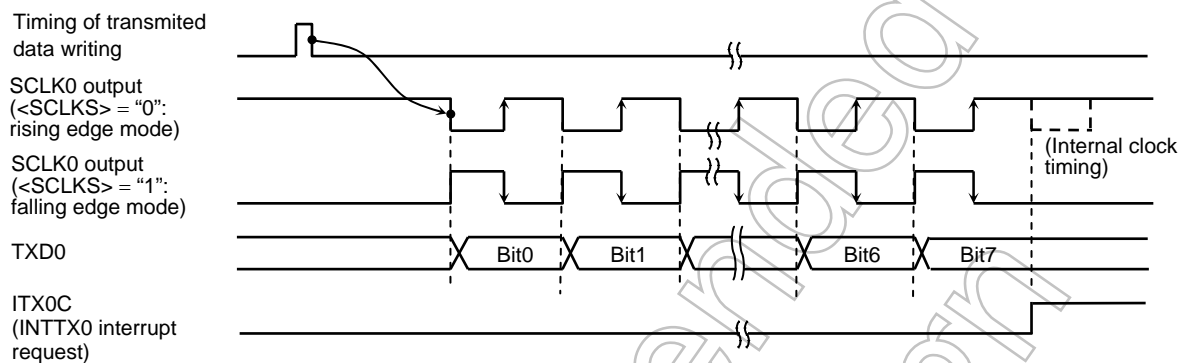 Timing of transmited
data writing
SCLK0 output
(<SCLKS> = “0”:
rising edge mode)
(Internal clock
timing)
SCLK0 output
(<SCLKS> = “1”:
falling edge mode)
TXD0
Bit0
Bit1
Bit6
Bit7
ITX0C
(INTTX0 interrupt
request)